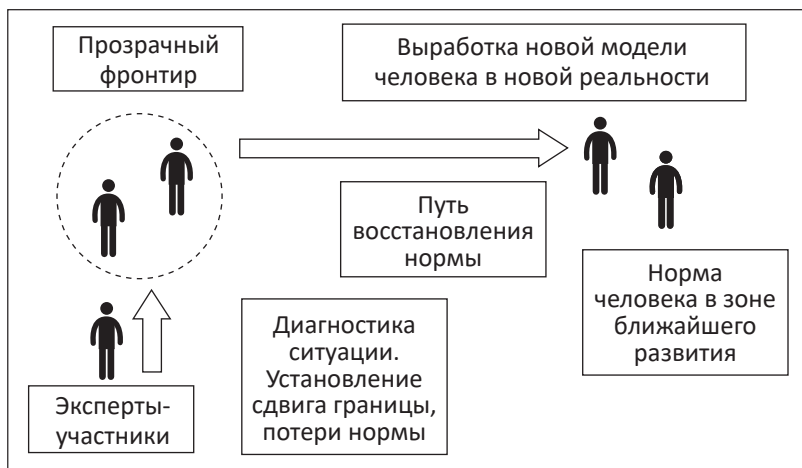 Прозрачный
фронтир
Выработка новой модели
человека в новой реальности
Путь
восстановления
нормы
Норма
человека в зоне
ближайшего
развития
Диагностика
ситуации.
Установление
сдвига границы,
потери нормы
Эксперты-
участники